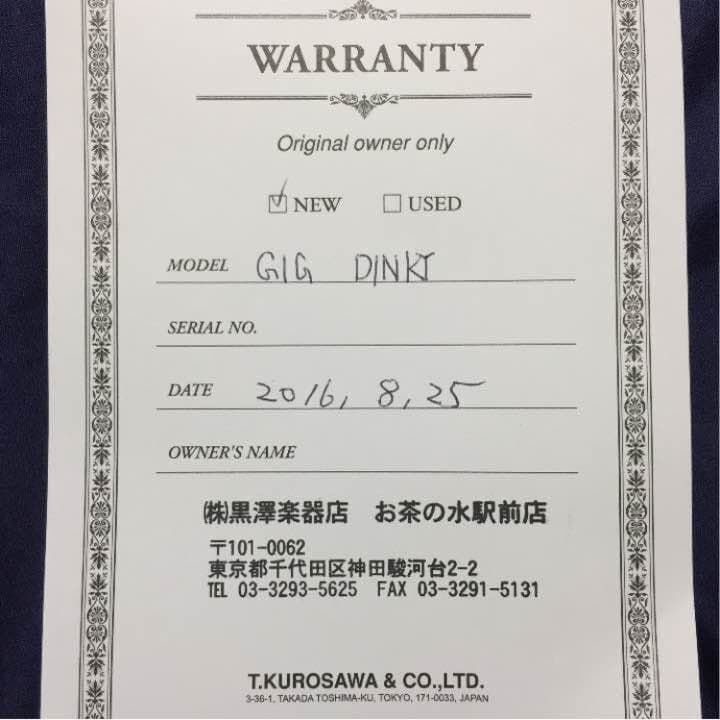 WARRANTY
Original owner only
NEW USED
MODEL GIG DINKY
SERIAL NO.
DATE 2016, 8, 25
OWNER'S NAME
㈱黒澤楽器店 お茶の水駅前店
〒101-0062
東京都千代田区神田駿河台2-2
TEL 03-3293-5625 FAX 03-3291-5131
T.KUROSAWA & CO.,LTD.
3-36-1, TAKADA TOSHIMA-KU, TOKYO, 171-0033, JAPAN